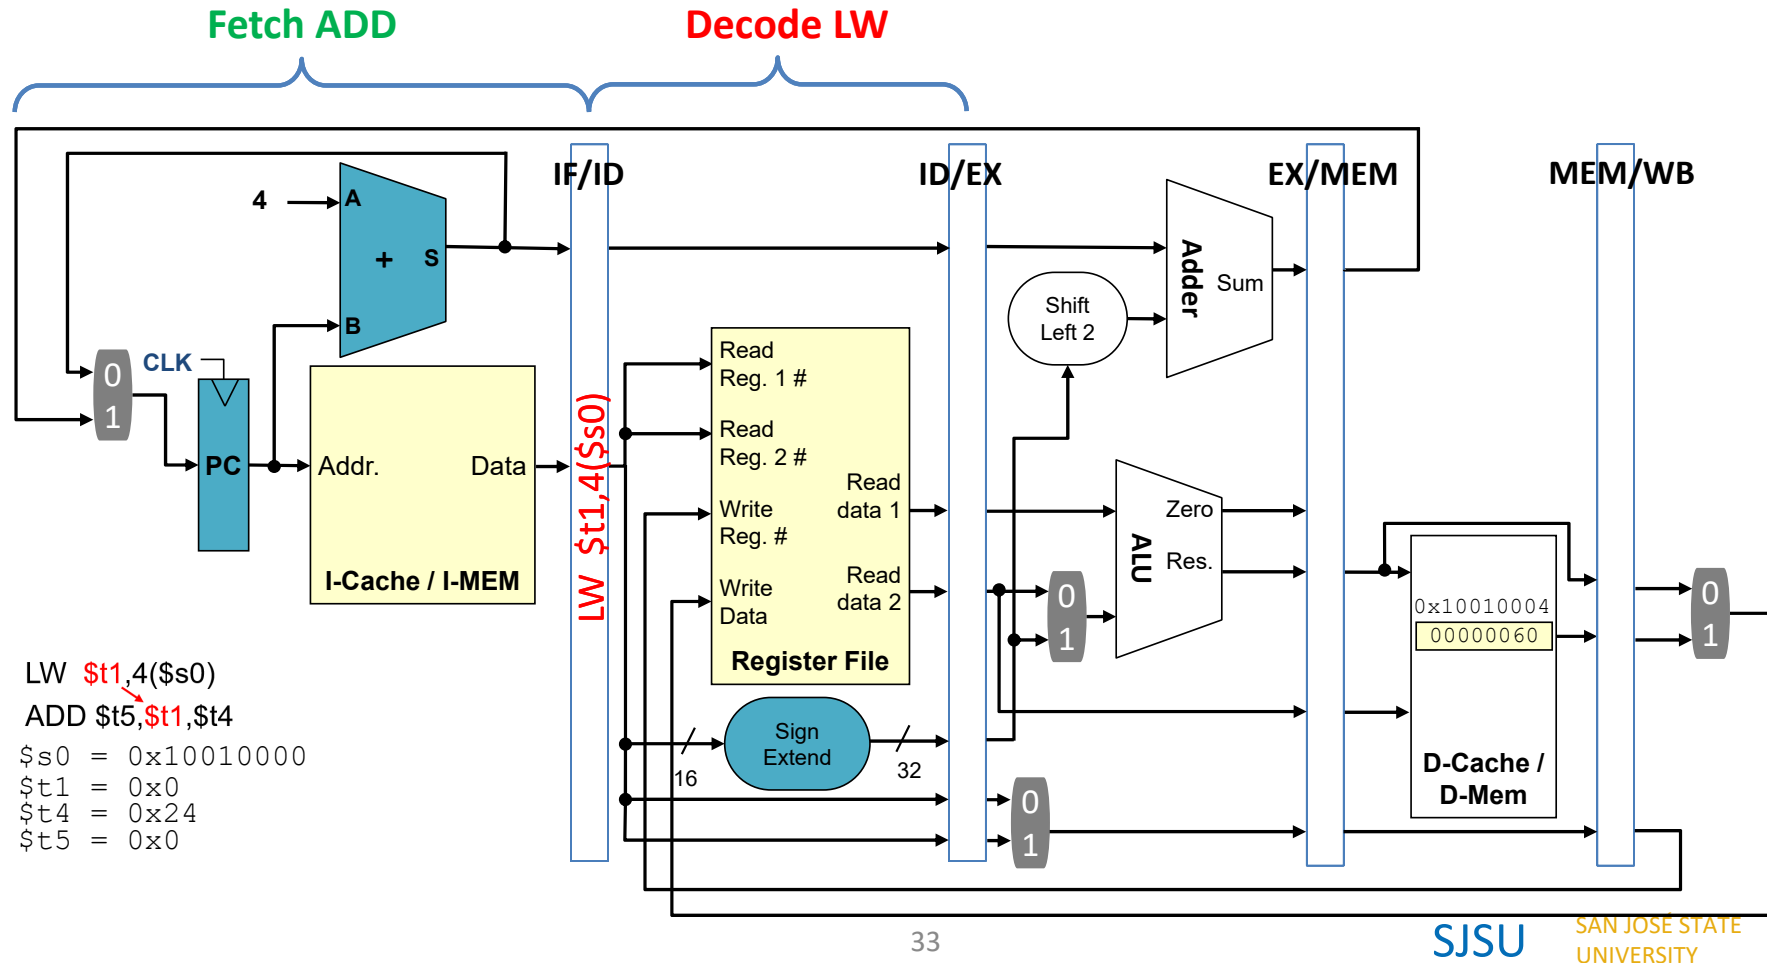 Fetch ADD
Decode LW
IF/ID
ID/EX
EX/MEM
MEM/WB
4
A
+
S
B
CLK
0
1
PC
Addr.
Data
I-Cache / I-MEM
LW $t1,4($s0)
Read
Reg. 1 #
Read
Reg. 2 #
Write
Reg. #
Write
Data
Read
data 1
Read
data 2
Register File
Sign
Extend
16
32
Shift
Left 2
Adder
Sum
ALU
Zero
Res.
0
1
0
1
0x10010004
00000060
D-Cache /
D-Mem
0
1
LW $t1,4($s0)
ADD $t5,$t1,$t4
$s0 = 0x10010000
$t1 = 0x0
$t4 = 0x24
$t5 = 0x0
33
SJSU
SAN JOSÉ STATE
UNIVERSITY